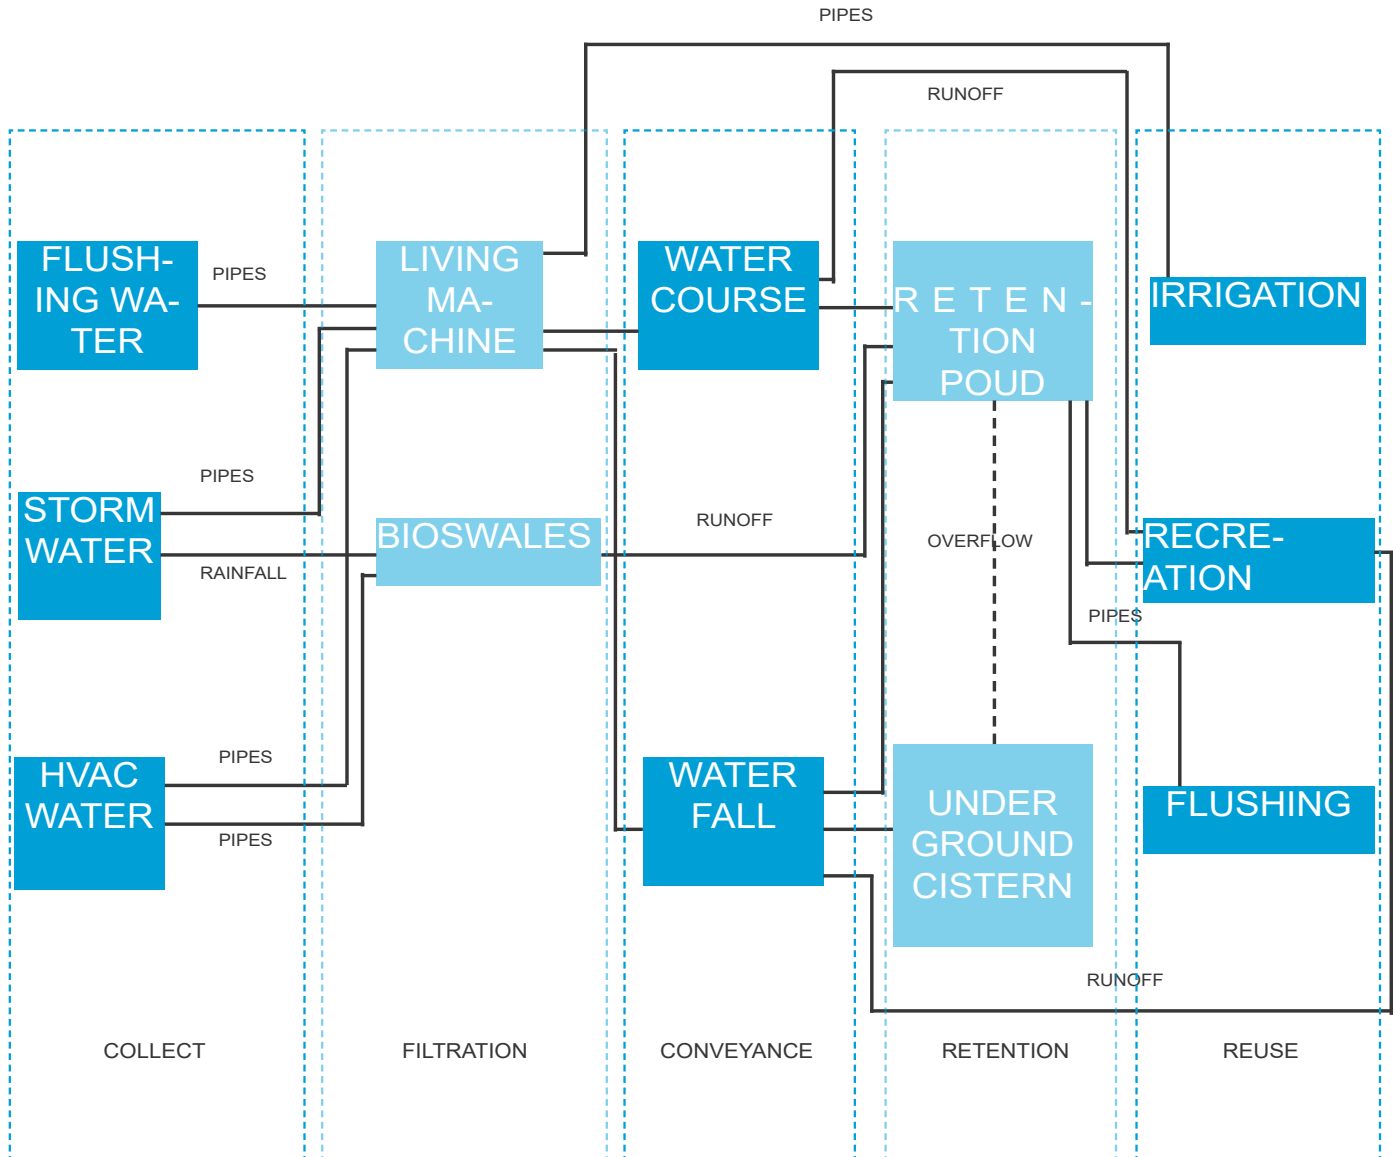 PIPES
RUNOFF
FLUSH-
ING WA-
TER
PIPES
LIVING
MA-
CHINE
WATER
COURSE
R E T E N -
TION
POUD
IRRIGATION
PIPES
STORM
WATER
RAINFALL
BIOSWALES
RUNOFF
OVERFLOW
RECRE-
ATION
PIPES
HVAC
WATER
PIPES
PIPES
WATER
FALL
UNDER
GROUND
CISTERN
FLUSHING
RUNOFF
COLLECT
FILTRATION
CONVEYANCE
RETENTION
REUSE